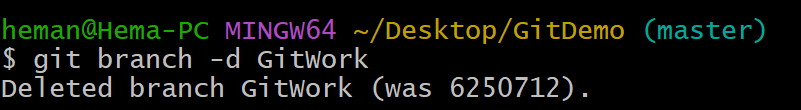 heman@Hema-PC MINGW64 ~/Desktop/GitDemo (master)
$ git branch -d GitWork
Deleted branch GitWork (was 6250712).